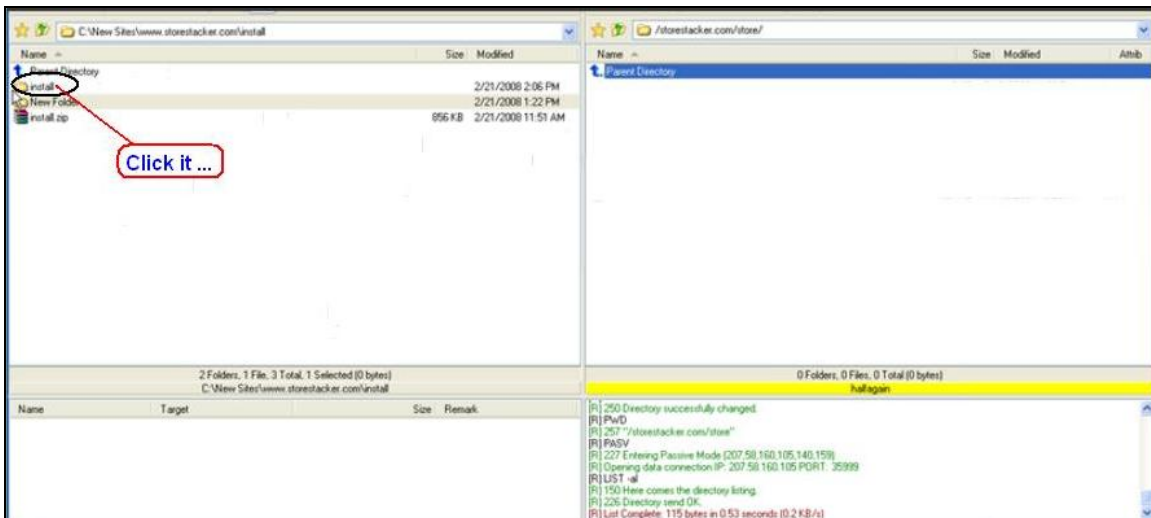 C:\New Sites\www.storestacker.com\install
Name Size Modified
Parent Directory
install 2/21/2008 2:06 PM
New Folder 2/21/2008 1:22 PM
install.zip 856 KB 2/21/2008 11:51 AM
Click it ...
2 Folders, 1 File, 3 Total, 1 Selected (0 bytes)
C:\New Sites\www.storestacker.com\install
Name Target Size Remark
/storestacker.com/store/
Name Size Modified Attrib
Parent Directory
0 Folders, 0 Files, 0 Total (0 bytes)
hallagain
[R] 250 Directory successfully changed.
[R] PWD
[R] 257 "/storestacker.com/store"
[R] PASV
[R] 227 Entering Passive Mode (207,58,160,105,140,159)
[R] Opening data connection IP: 207.58.160.105 PORT: 35999
[R] LIST -al
[R] 150 Here comes the directory listing.
[R] 226 Directory send OK.
[R] List Complete: 115 bytes in 0.53 seconds (0.2 KB/s)